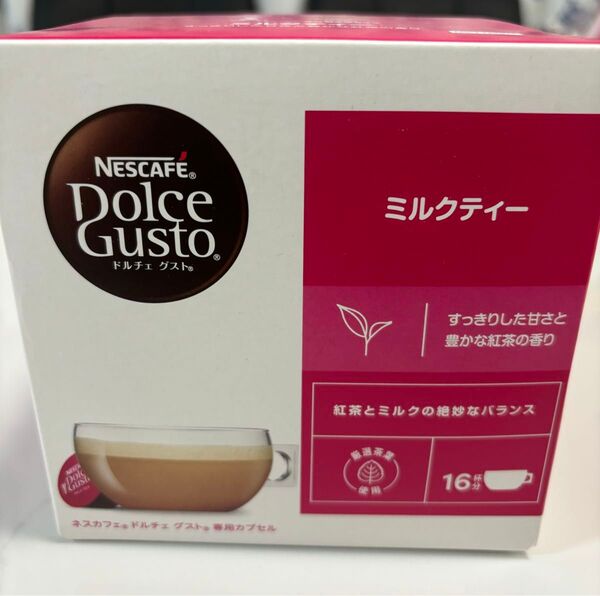 NESCAFÉ®
Dolce
Gusto®
ドルチェ グスト®
ミルクティー
すっきりした甘さと
豊かな紅茶の香り
紅茶とミルクの絶妙なバランス
厳選茶葉
使用
16杯分
NESCAFÉ
Dolce
Gusto
ネスカフェ® ドルチェ グスト® 専用カプセル